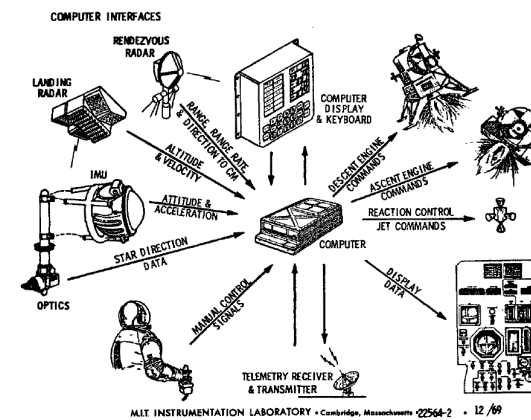 COMPUTER INTERFACES
RENDEZVOUS
RADAR
LANDING
RADAR
COMPUTER
DISPLAY
& KEYBOARD
RANGE, RANGE RATE,
& DIRECTION TO CM
ALTITUDE
& VELOCITY
DESCENT ENGINE
COMMANDS
ASCENT ENGINE
COMMANDS
IMU
ATTITUDE &
ACCELERATION
REACTION CONTROL
JET COMMANDS
COMPUTER
STAR DIRECTION
DATA
OPTICS
DISPLAY
DATA
MANUAL CONTROL
SIGNALS
TELEMETRY RECEIVER
& TRANSMITTER
M.I.T. INSTRUMENTATION LABORATORY • Cambridge, Massachusetts • 22564-2 • 12/69